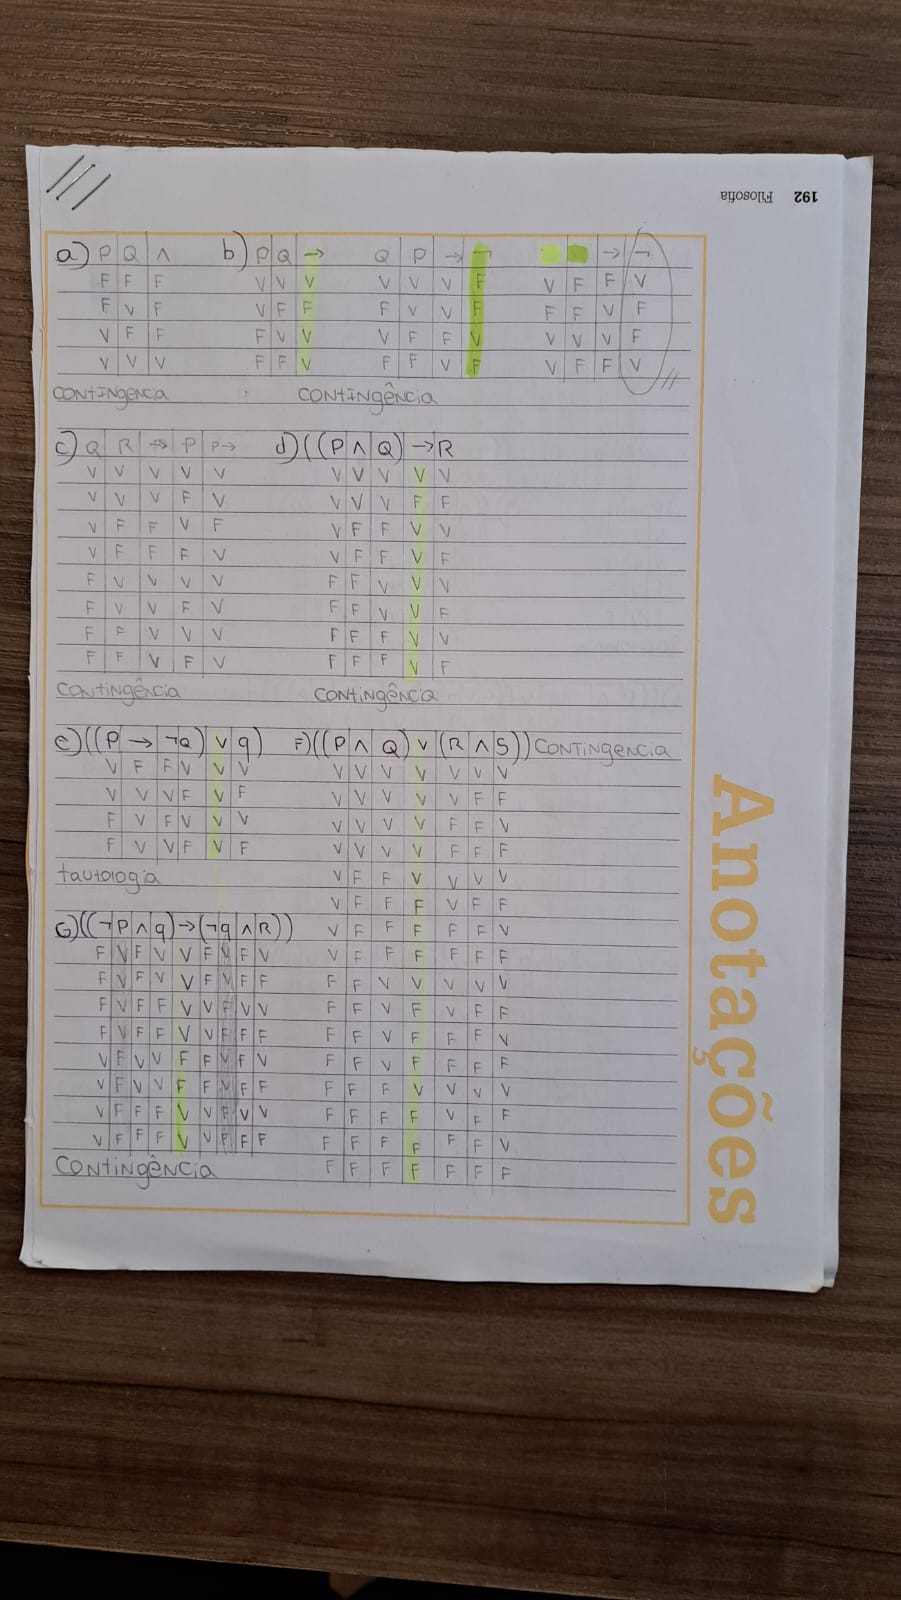 192 Filosofia
a) P Q ∧ b) P Q → Q P → ¬ → ¬
F F F V V V V V V F V F F V
F V F V F F F V V F F F V F
V F F F V V V F F V V V V F
V V V F F V F F V F V F F V
CONTINGENCIA CONTINGÊNCIA
c) Q R → P P→ d) ((P ∧ Q) → R
V V V V V V V V V V
V V V F V V V V F F
V F F V F V F F V V
V F F F V V F F V F
F V V V V F F V V V
F V V F V F F V V F
F F V V V F F F V V
F F V F V F F F V F
CONTINGÊNCIA CONTINGÊNCIA
e) ((P → ¬Q) ∨ q) F) ((P ∧ Q) ∨ (R ∧ S)) CONTINGENCIA
V F F V V V V V V V V V V
V V V F V F V V V V V F F
F V F V V V V V V V F F V
F V V F V F V V V V F F F
tautologia V F F V V V V
V F F F V F F
G) ((¬P ∧ q) → (¬q ∧ R)) V F F F F F V
F V F V V F V F V V F F F F F F
F V F V V F V F F F F V V V V V
F V F F V V F V V F F V F V F F
F V F F V V F F F F F V F F F V
V F V V F F V F V F F V F F F F
V F V V F F V F F F F F V V V V
V F F F V V F V V F F F F V F F
V F F F V V F F F F F F F F F V
CONTINGÊNCIA F F F F F F F
Anotações